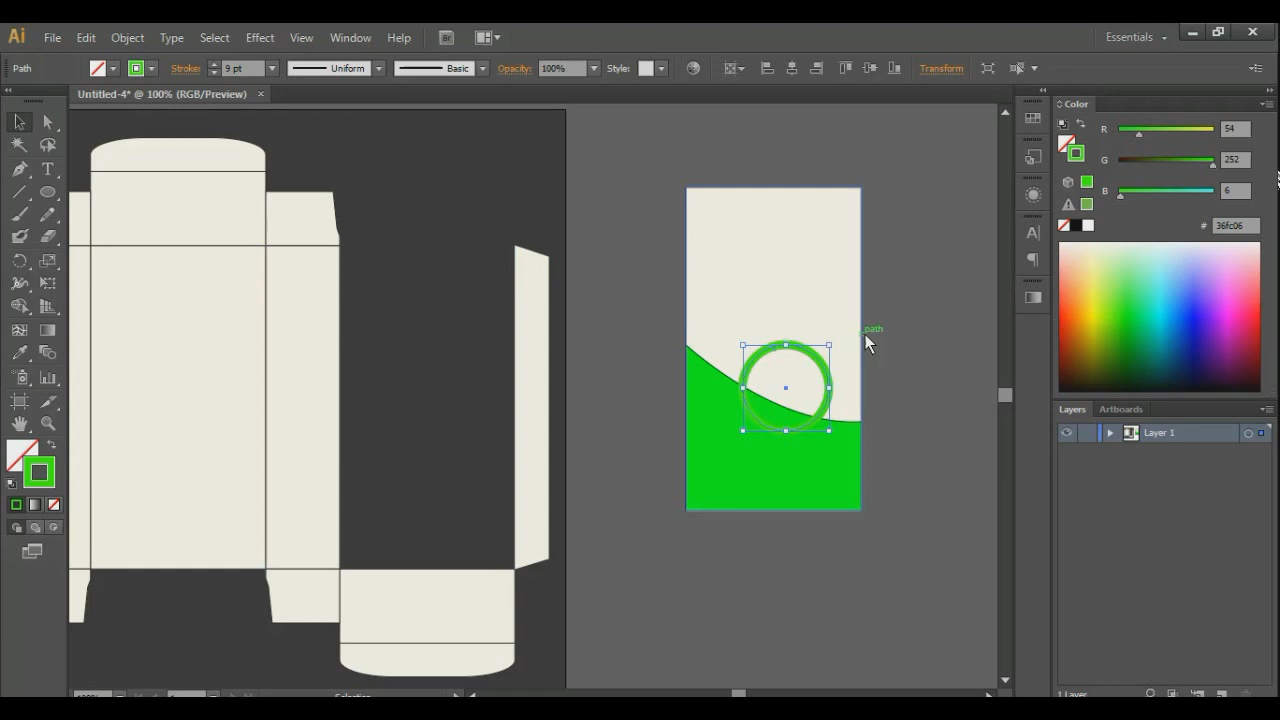 Ai File Edit Object Type Select Effect View Window Help Br Essentials
Path Stroke: 9 pt Uniform Basic Opacity: 100% Style: Transform
Untitled-4* @ 100% (RGB/Preview) ×
Color
R 54
G 252
B 6
# 36fc06
path
Layers Artboards
Layer 1
Selection
1 Layer